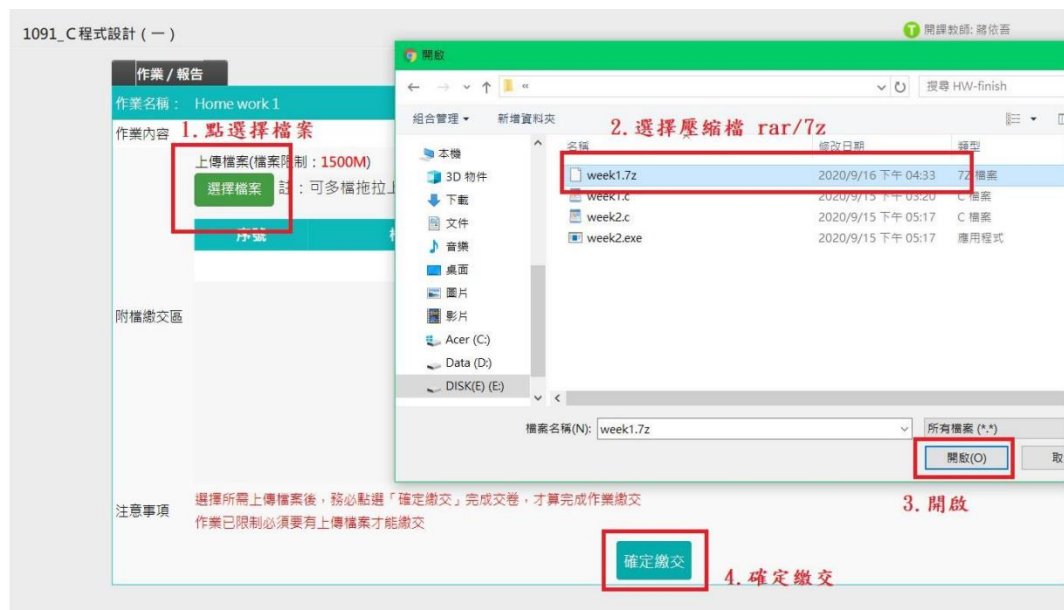 1091_C程式設計(一)
開課教師: 蔣依吾
作業 / 報告
作業名稱: Home work 1
作業內容
1. 點選擇檔案
上傳檔案(檔案限制:1500M)
選擇檔案 註:可多檔拖拉上
序號
附檔繳交區
開啟
«
搜尋 HW-finish
組合管理 新增資料夾
2. 選擇壓縮檔 rar/7z
名稱 修改日期 類型
week1.7z 2020/9/16 下午 04:33 7Z 檔案
week1.c 2020/9/15 下午 03:20 C 檔案
week2.c 2020/9/15 下午 05:17 C 檔案
week2.exe 2020/9/15 下午 05:17 應用程式
本機
3D 物件
下載
文件
音樂
桌面
圖片
影片
Acer (C:)
Data (D:)
DISK(E) (E:)
檔案名稱(N): week1.7z 所有檔案 (*.*)
開啟(O) 取
3. 開啟
注意事項
選擇所需上傳檔案後,務必點選「確定繳交」完成交卷,才算完成作業繳交
作業已限制必須要有上傳檔案才能繳交
確定繳交
4. 確定繳交